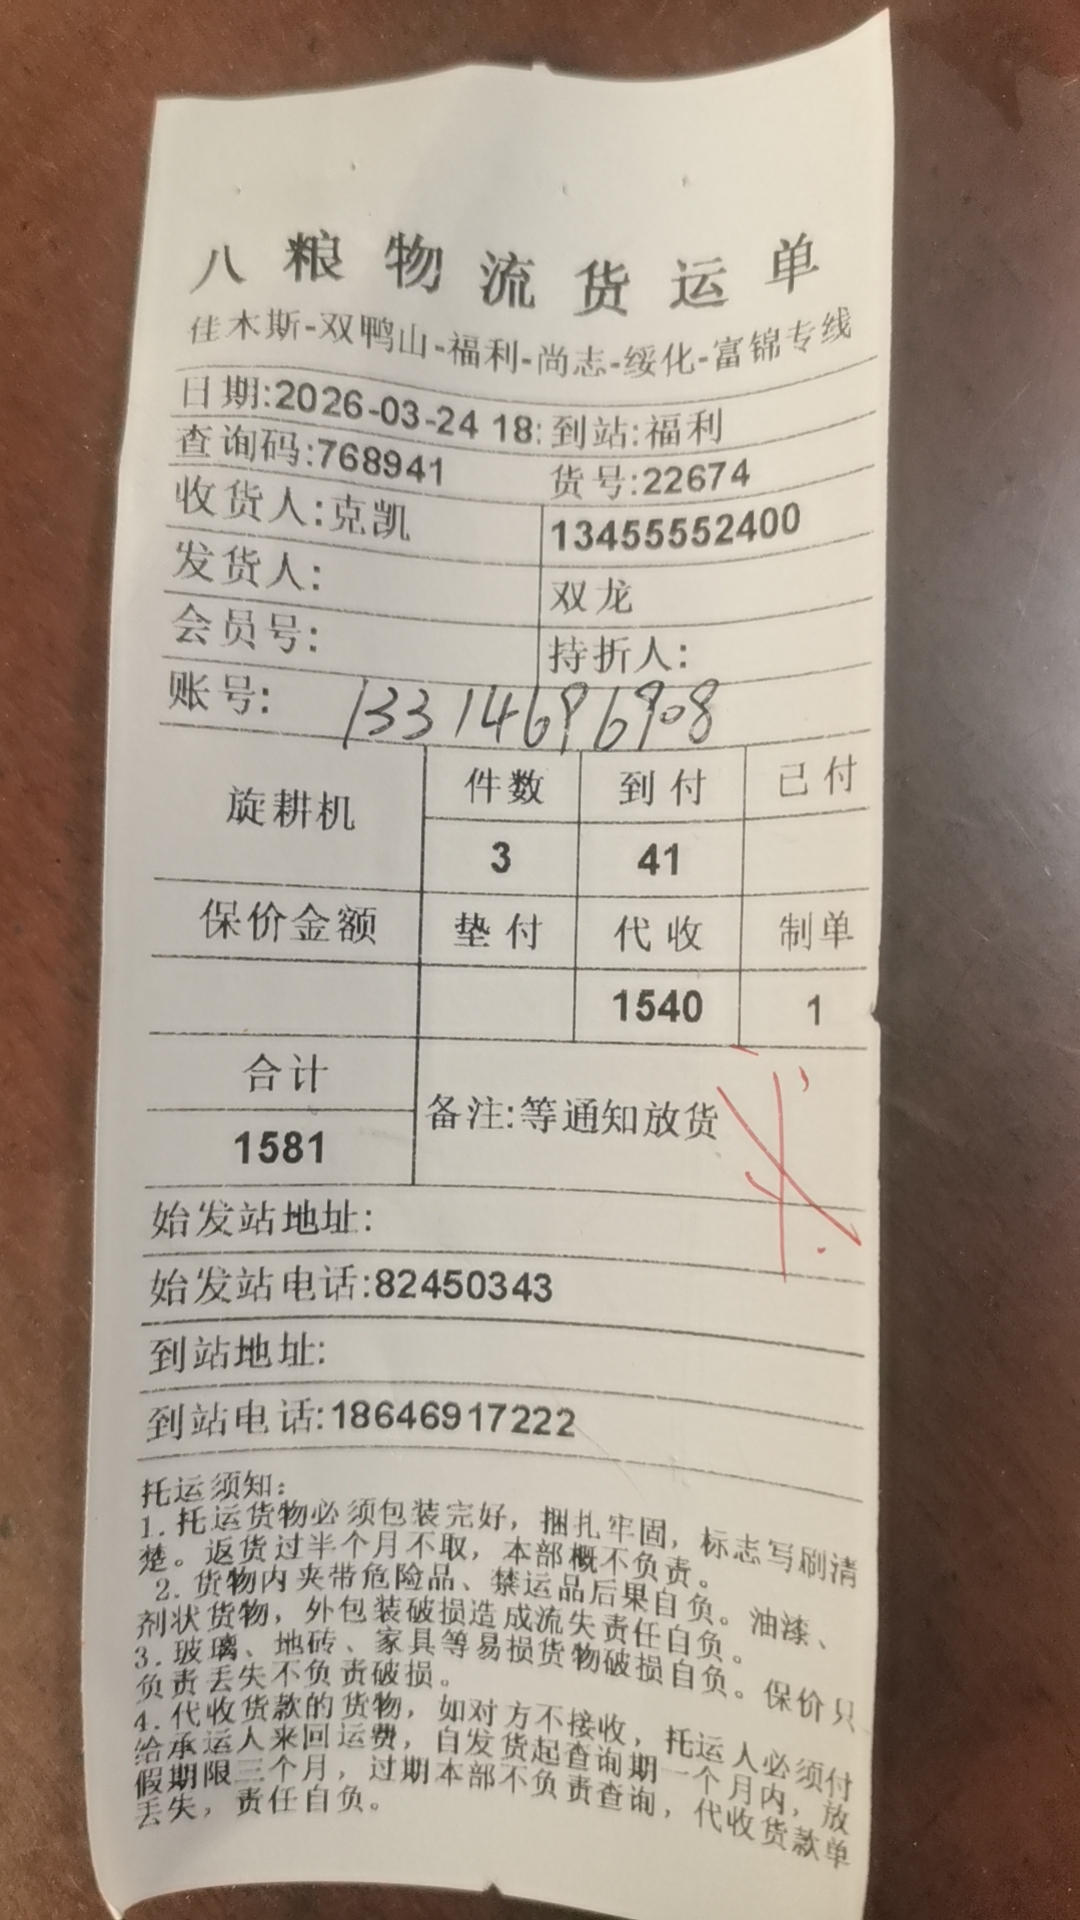 八粮物流货运单
佳木斯-双鸭山-福利-尚志-绥化-富锦专线
日期:2026-03-24 18: 到站:福利
查询码:768941 货号:22674
收货人:克凯 13455552400
发货人: 双龙
会员号: 持折人:
账号: 13314696908
旋耕机 件数 到付 已付
3 41
保价金额 垫付 代收 制单
1540 1
合计 备注:等通知放货
1581
始发站地址:
始发站电话:82450343
到站地址:
到站电话:18646917222
托运须知:
1.托运货物必须包装完好，捆扎牢固，标志写刷清
楚。返货过半个月不取，本部概不负责。
2.货物内夹带危险品、禁运品后果自负。油漆、
剂状货物，外包装破损造成流失责任自负。
3.玻璃、地砖、家具等易损货物破损自负。保价只
负责丢失不负责破损。
4.代收货款的货物，如对方不接收，托运人必须付
给承运人来回运费，自发货起查询期一个月内，放
假期限三个月，过期本部不负责查询，代收货款单
丢失，责任自负。